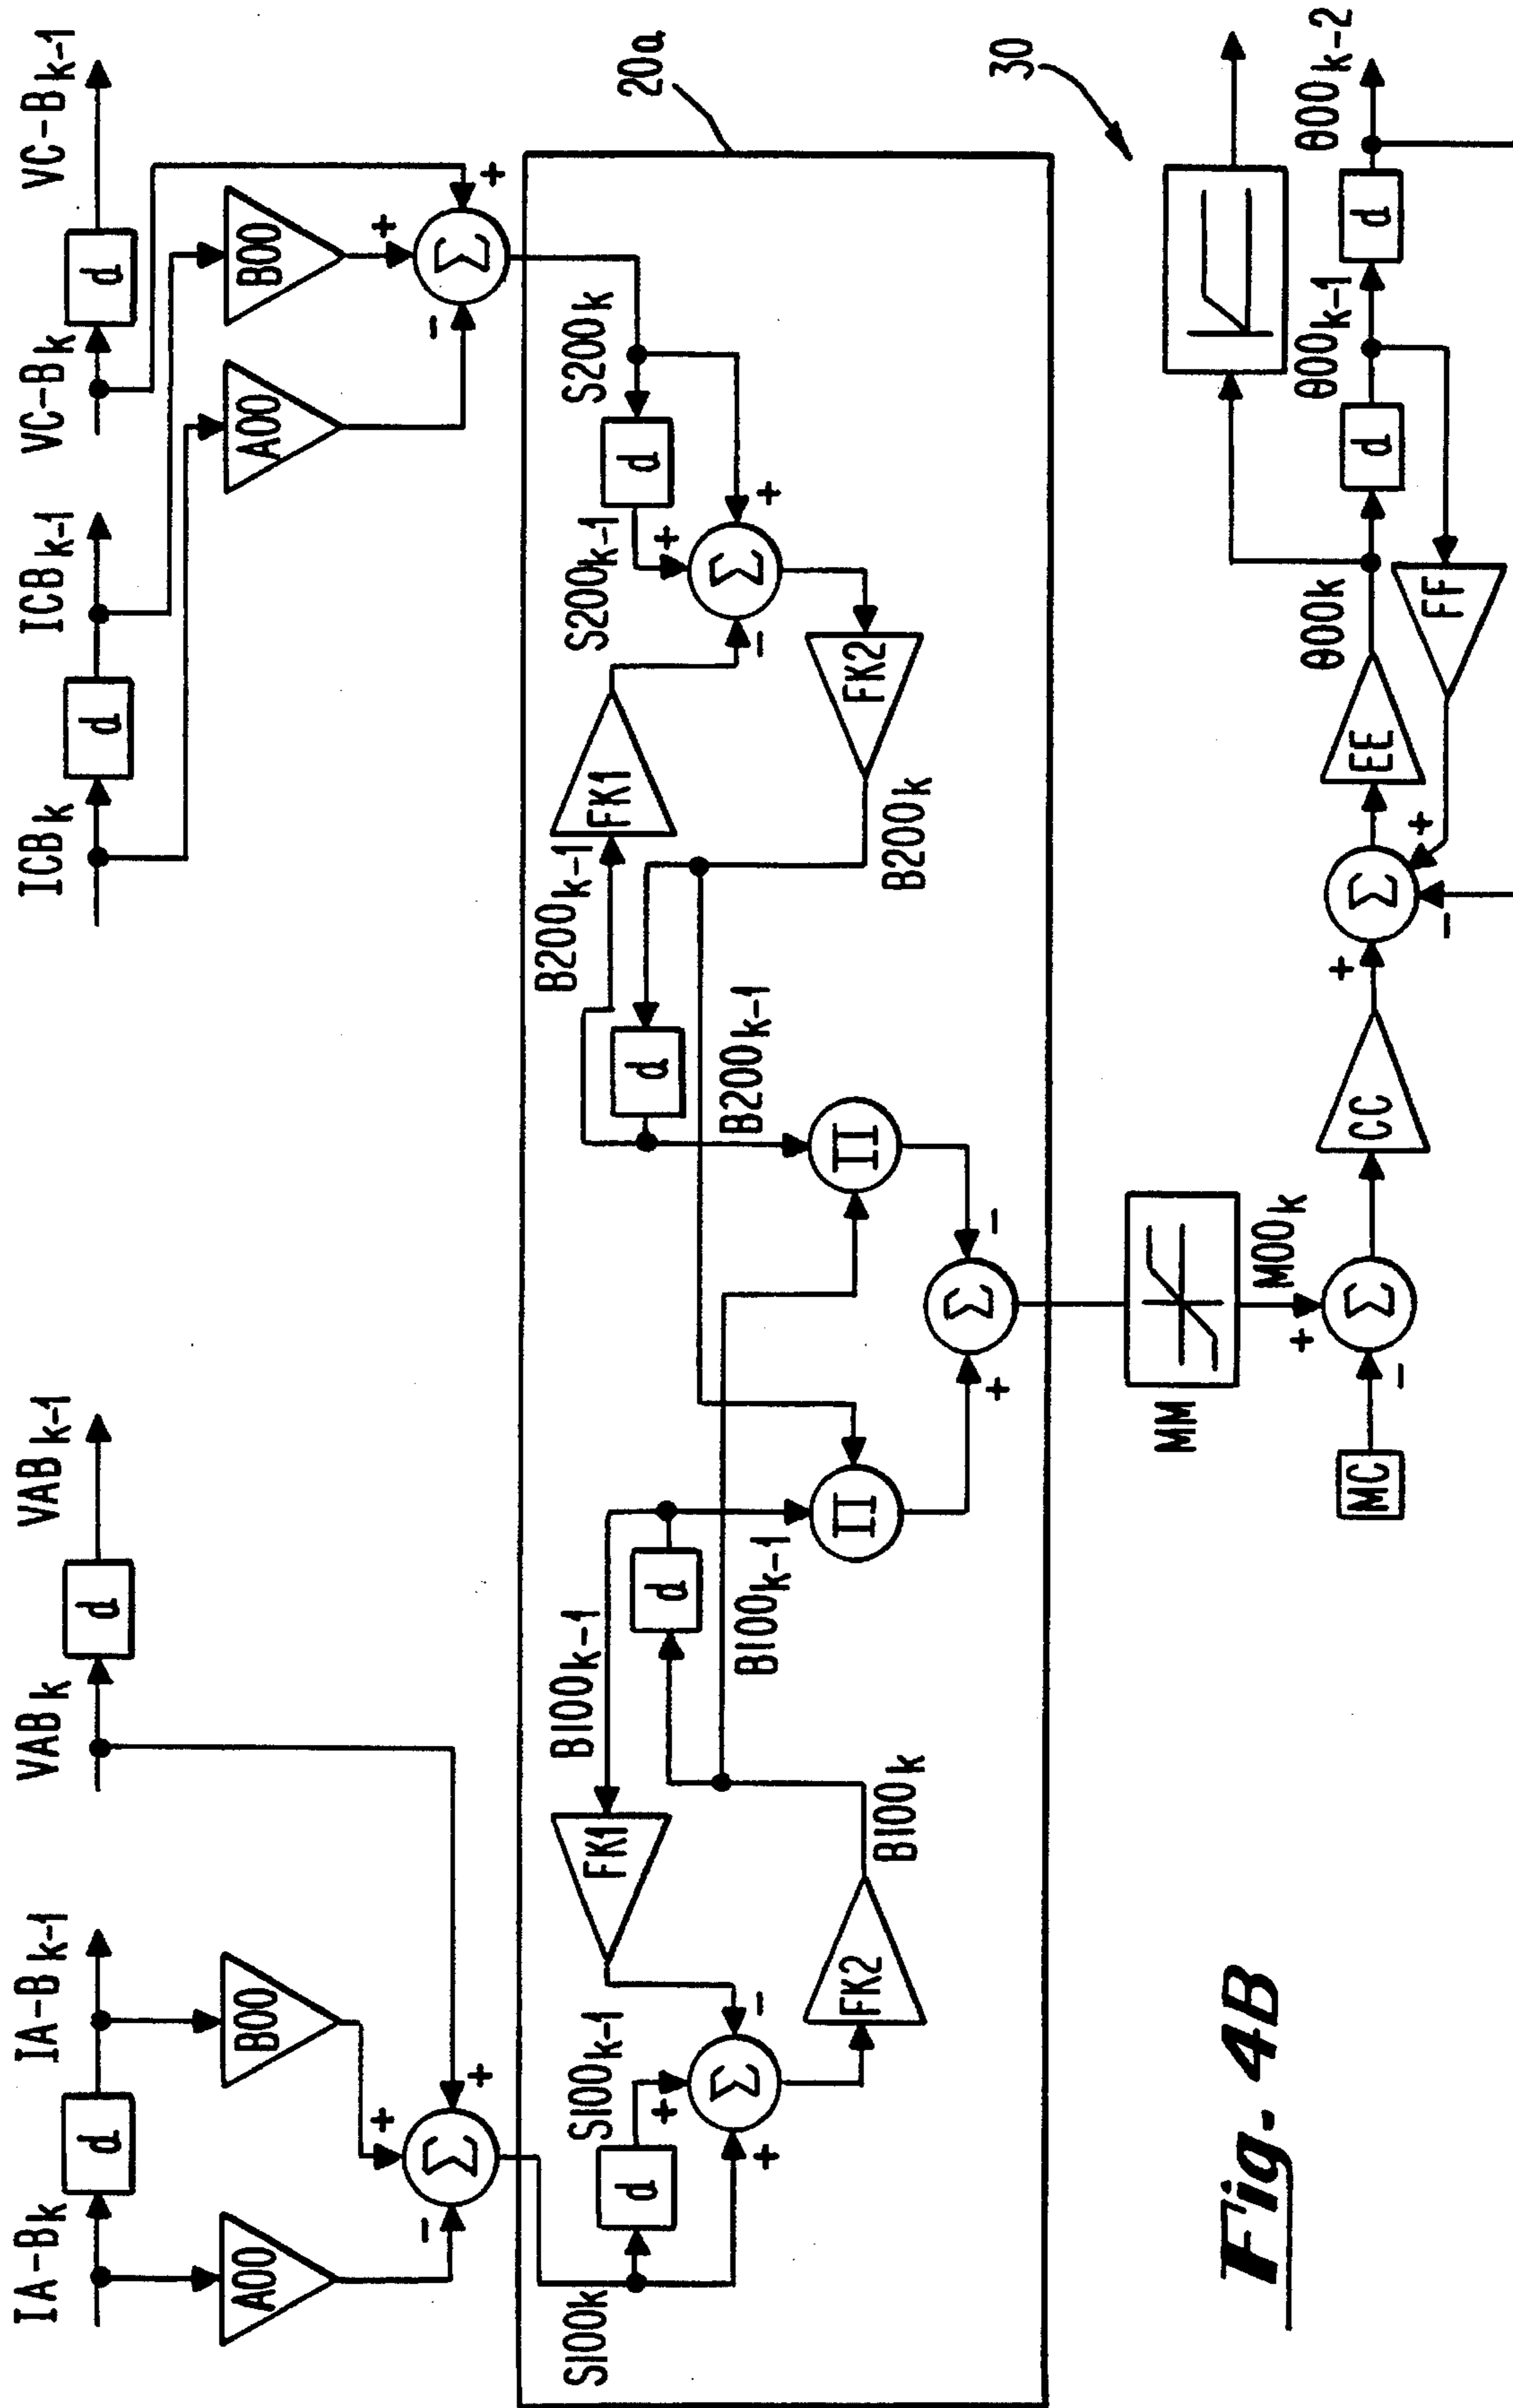 IA-Bk
d
IA-Bk-1
VABk
d
VABk-1
ICBk
d
ICBk-1
VC-Bk
d
VC-Bk-1
A00
B00
A00
B00
Σ
Σ
20a
S100k
d
S100k-1
Σ
FK1
FK2
B100k-1
B100k
d
B100k-1
B200k-1
d
B200k-1
FK1
FK2
B200k
S200k-1
d
S200k
Σ
Π
Π
Σ
MM
M00k
MC
Σ
CC
Σ
EE
FF
θ00k
d
θ00k-1
d
θ00k-2
30
Fig- 4B